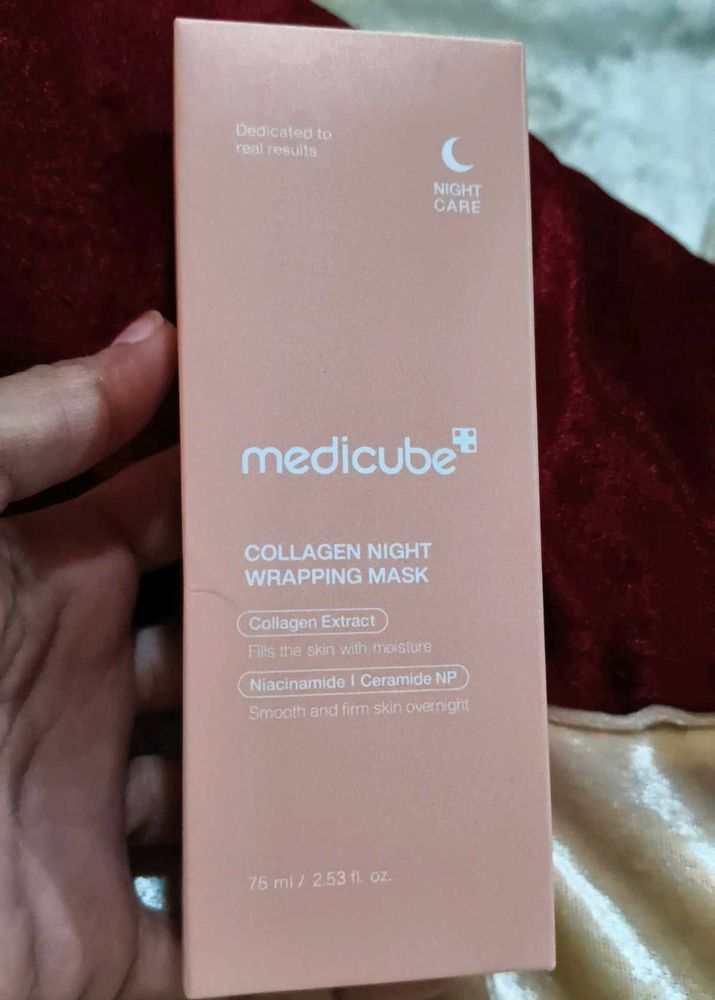 Dedicated to
real results
NIGHT
CARE
medicube
COLLAGEN NIGHT
WRAPPING MASK
Collagen Extract
Fills the skin with moisture
Niacinamide | Ceramide NP
Smooth and firm skin overnight
75 ml / 2.53 fl. oz.